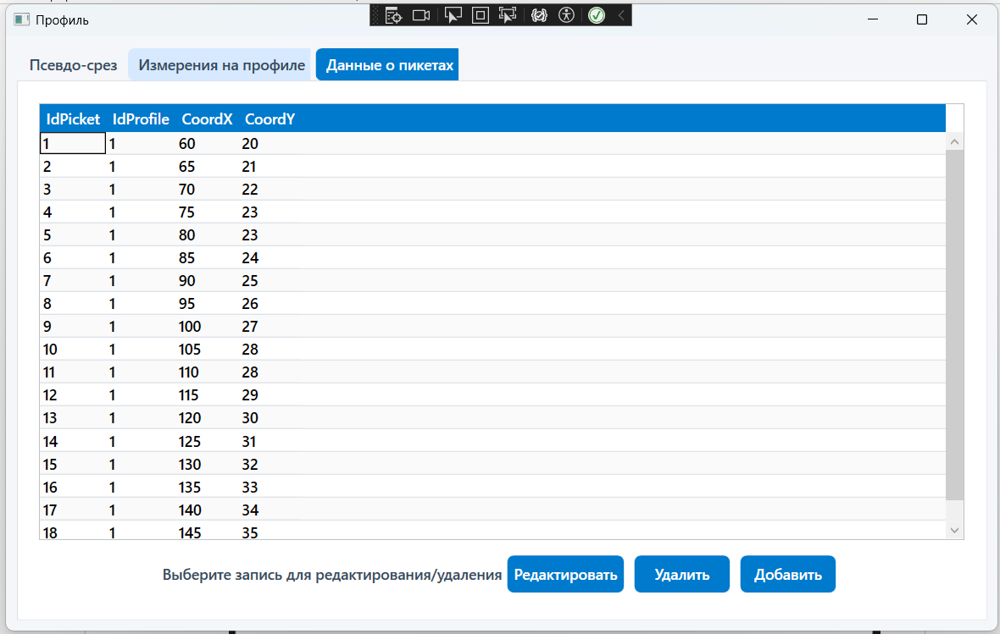 Профиль
Псевдо-срез Измерения на профиле Данные о пикетах
IdPicket IdProfile CoordX CoordY
1 1 60 20
2 1 65 21
3 1 70 22
4 1 75 23
5 1 80 23
6 1 85 24
7 1 90 25
8 1 95 26
9 1 100 27
10 1 105 28
11 1 110 28
12 1 115 29
13 1 120 30
14 1 125 31
15 1 130 32
16 1 135 33
17 1 140 34
18 1 145 35
Выберите запись для редактирования/удаления Редактировать Удалить Добавить